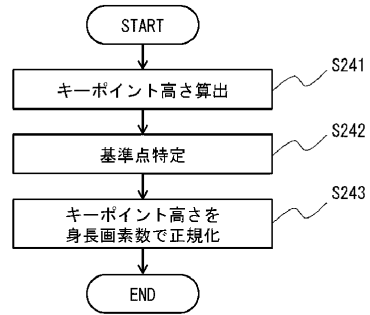 START
S241
キーポイント高さ算出
S242
基準点特定
S243
キーポイント高さを
身長画素数で正規化
END